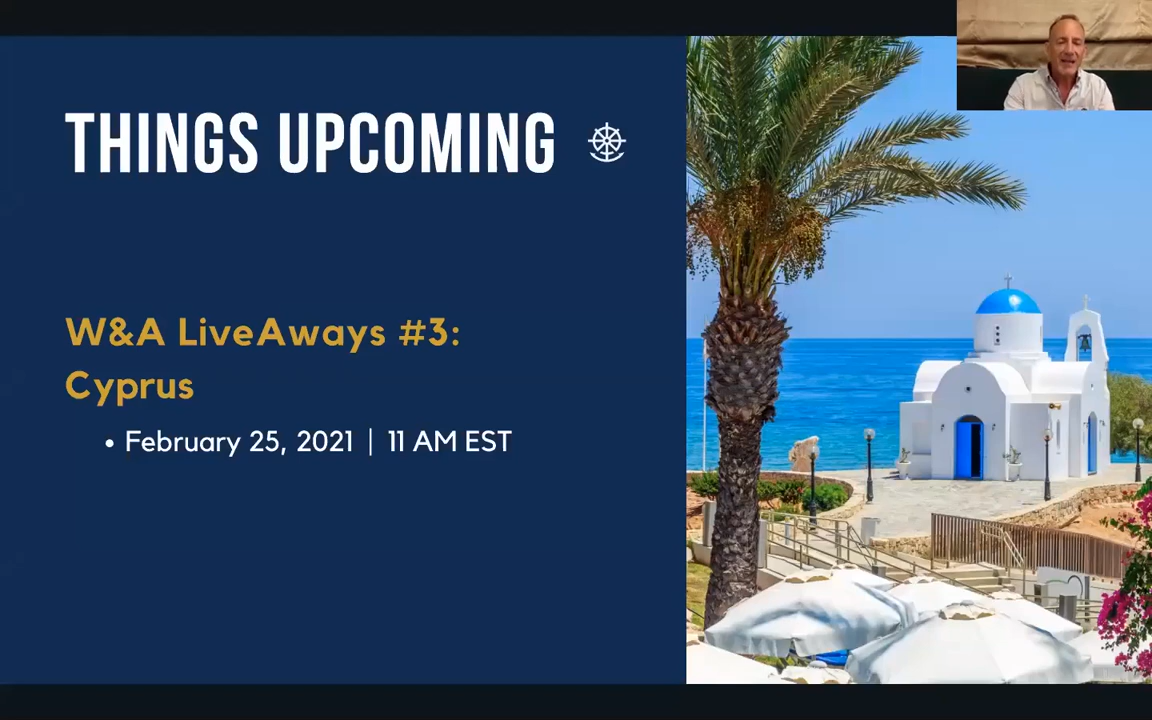 THINGS UPCOMING
W&A LiveAways #3:
Cyprus
• February 25, 2021 | 11 AM EST